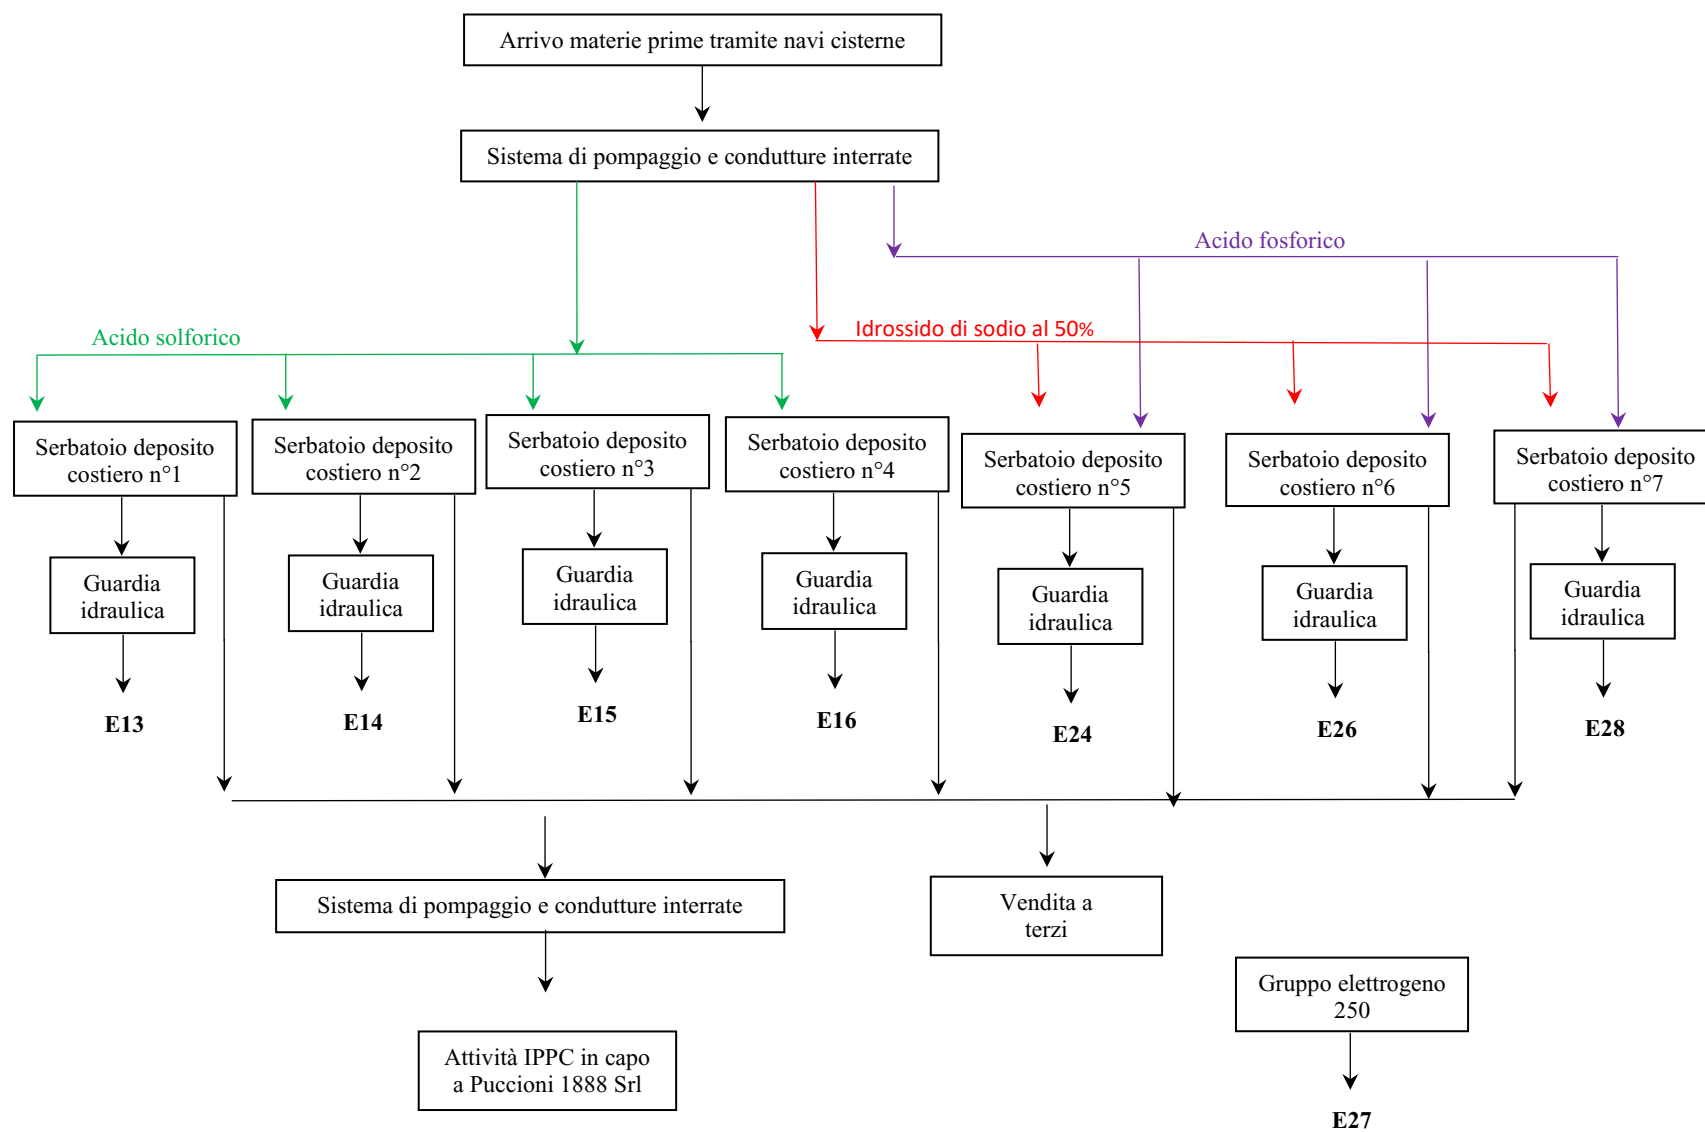 Arrivo materie prime tramite navi cisterne
Sistema di pompaggio e condutture interrate
Acido fosforico
Acido solforico
Idrossido di sodio al 50%
Serbatoio deposito
costiero n°1
Serbatoio deposito
costiero n°2
Serbatoio deposito
costiero n°3
Serbatoio deposito
costiero n°4
Serbatoio deposito
costiero n°5
Serbatoio deposito
costiero n°6
Serbatoio deposito
costiero n°7
Guardia
idraulica
Guardia
idraulica
Guardia
idraulica
Guardia
idraulica
Guardia
idraulica
Guardia
idraulica
Guardia
idraulica
E13
E14
E15
E16
E24
E26
E28
Sistema di pompaggio e condutture interrate
Vendita a
terzi
Gruppo elettrogeno
250
Attività IPPC in capo
a Puccioni 1888 Srl
E27